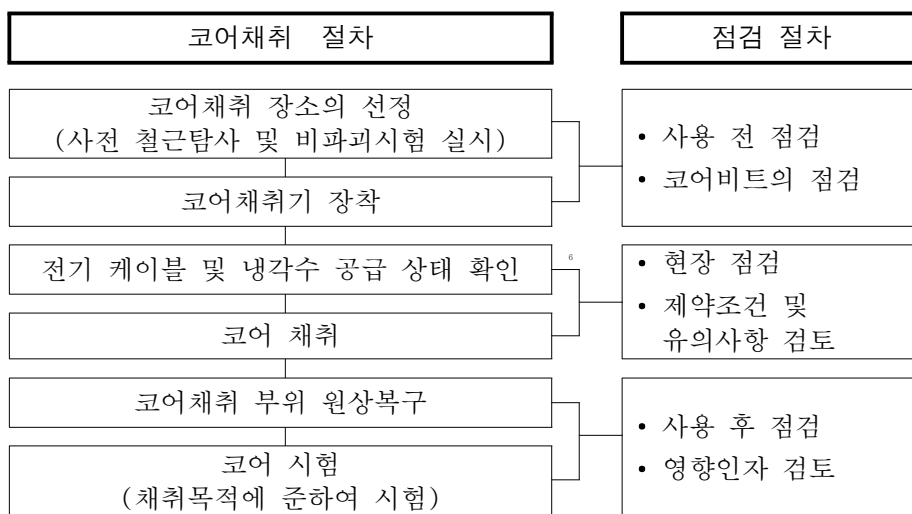 코어채취 절차
점검 절차
코어채취 장소의 선정
(사전 철근탐사 및 비파괴시험 실시)
코어채취기 장착
• 사용 전 점검
• 코어비트의 점검
전기 케이블 및 냉각수 공급 상태 확인
6
코어 채취
• 현장 점검
• 제약조건 및
유의사항 검토
코어채취 부위 원상복구
코어 시험
(채취목적에 준하여 시험)
• 사용 후 점검
• 영향인자 검토